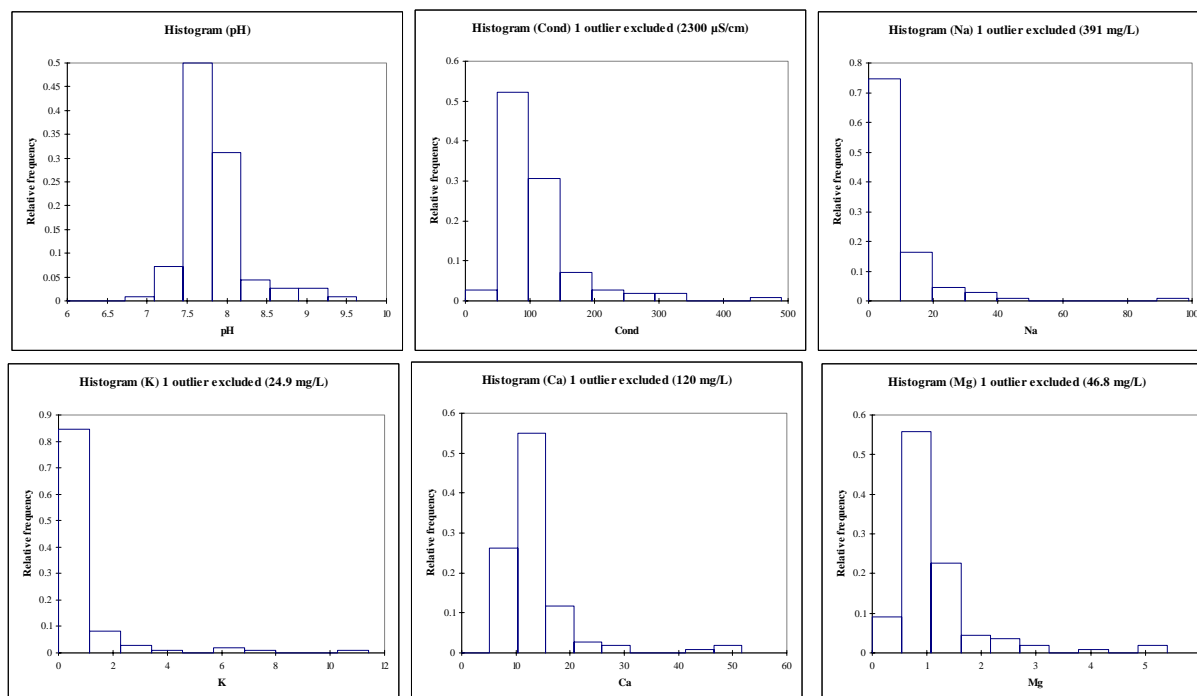 Histogram (pH)
Relative frequency
0.5
0.45
0.4
0.35
0.3
0.25
0.2
0.15
0.1
0.05
0
6 6.5 7 7.5 8 8.5 9 9.5 10
pH
Histogram (Cond) 1 outlier excluded (2300 µS/cm)
Relative frequency
0.6
0.5
0.4
0.3
0.2
0.1
0
0 100 200 300 400 500
Cond
Histogram (Na) 1 outlier excluded (391 mg/L)
Relative frequency
0.8
0.7
0.6
0.5
0.4
0.3
0.2
0.1
0
0 20 40 60 80 100
Na
Histogram (K) 1 outlier excluded (24.9 mg/L)
Relative frequency
0.9
0.8
0.7
0.6
0.5
0.4
0.3
0.2
0.1
0
0 2 4 6 8 10 12
K
Histogram (Ca) 1 outlier excluded (120 mg/L)
Relative frequency
0.6
0.5
0.4
0.3
0.2
0.1
0
0 10 20 30 40 50 60
Ca
Histogram (Mg) 1 outlier excluded (46.8 mg/L)
Relative frequency
0.6
0.5
0.4
0.3
0.2
0.1
0
0 1 2 3 4 5
Mg